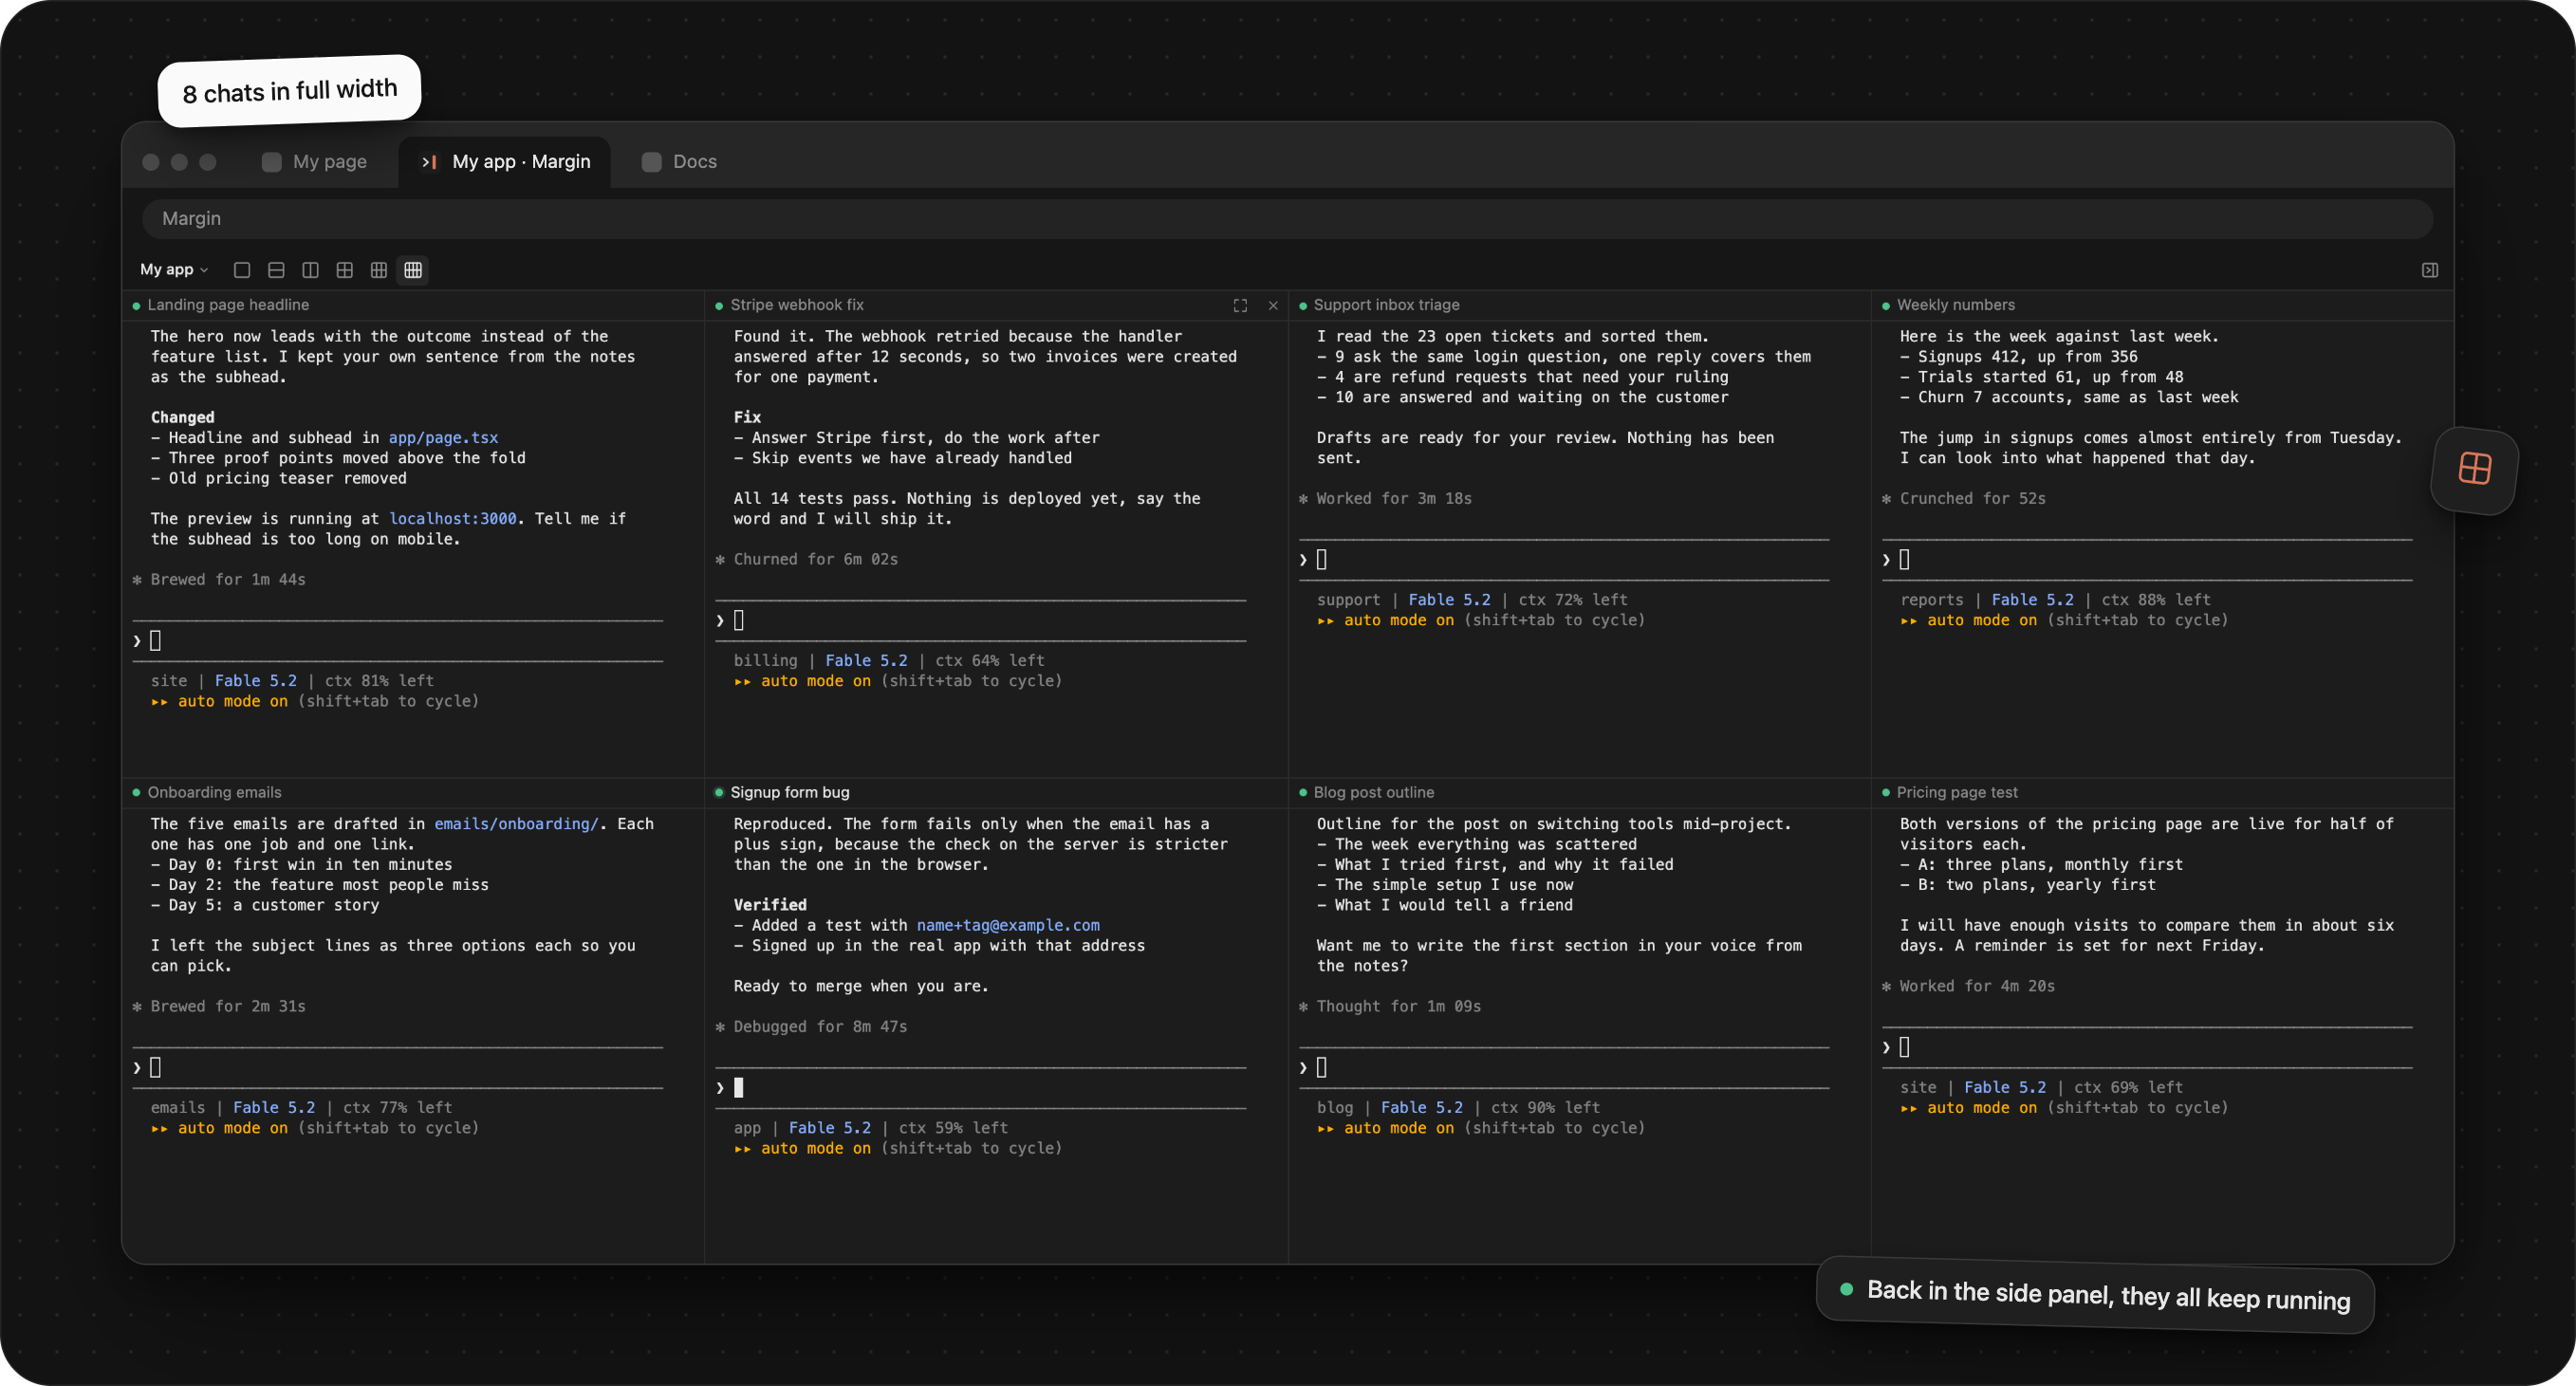 8 chats in full width
My page
My app · Margin
Docs
Margin
My app
Landing page headline
The hero now leads with the outcome instead of the
feature list. I kept your own sentence from the notes
as the subhead.
Changed
– Headline and subhead in app/page.tsx
– Three proof points moved above the fold
– Old pricing teaser removed
The preview is running at localhost:3000. Tell me if
the subhead is too long on mobile.
✻ Brewed for 1m 44s
❯
site | Fable 5.2 | ctx 81% left
▸▸ auto mode on (shift+tab to cycle)
Stripe webhook fix
Found it. The webhook retried because the handler
answered after 12 seconds, so two invoices were created
for one payment.
Fix
– Answer Stripe first, do the work after
– Skip events we have already handled
All 14 tests pass. Nothing is deployed yet, say the
word and I will ship it.
✻ Churned for 6m 02s
❯
billing | Fable 5.2 | ctx 64% left
▸▸ auto mode on (shift+tab to cycle)
Support inbox triage
I read the 23 open tickets and sorted them.
– 9 ask the same login question, one reply covers them
– 4 are refund requests that need your ruling
– 10 are answered and waiting on the customer
Drafts are ready for your review. Nothing has been
sent.
✻ Worked for 3m 18s
❯
support | Fable 5.2 | ctx 72% left
▸▸ auto mode on (shift+tab to cycle)
Weekly numbers
Here is the week against last week.
– Signups 412, up from 356
– Trials started 61, up from 48
– Churn 7 accounts, same as last week
The jump in signups comes almost entirely from Tuesday.
I can look into what happened that day.
✻ Crunched for 52s
❯
reports | Fable 5.2 | ctx 88% left
▸▸ auto mode on (shift+tab to cycle)
Onboarding emails
The five emails are drafted in emails/onboarding/. Each
one has one job and one link.
– Day 0: first win in ten minutes
– Day 2: the feature most people miss
– Day 5: a customer story
I left the subject lines as three options each so you
can pick.
✻ Brewed for 2m 31s
❯
emails | Fable 5.2 | ctx 77% left
▸▸ auto mode on (shift+tab to cycle)
Signup form bug
Reproduced. The form fails only when the email has a
plus sign, because the check on the server is stricter
than the one in the browser.
Verified
– Added a test with name+tag@example.com
– Signed up in the real app with that address
Ready to merge when you are.
✻ Debugged for 8m 47s
❯
app | Fable 5.2 | ctx 59% left
▸▸ auto mode on (shift+tab to cycle)
Blog post outline
Outline for the post on switching tools mid–project.
– The week everything was scattered
– What I tried first, and why it failed
– The simple setup I use now
– What I would tell a friend
Want me to write the first section in your voice from
the notes?
✻ Thought for 1m 09s
❯
blog | Fable 5.2 | ctx 90% left
▸▸ auto mode on (shift+tab to cycle)
Pricing page test
Both versions of the pricing page are live for half of
visitors each.
– A: three plans, monthly first
– B: two plans, yearly first
I will have enough visits to compare them in about six
days. A reminder is set for next Friday.
✻ Worked for 4m 20s
❯
site | Fable 5.2 | ctx 69% left
▸▸ auto mode on (shift+tab to cycle)
Back in the side panel, they all keep running